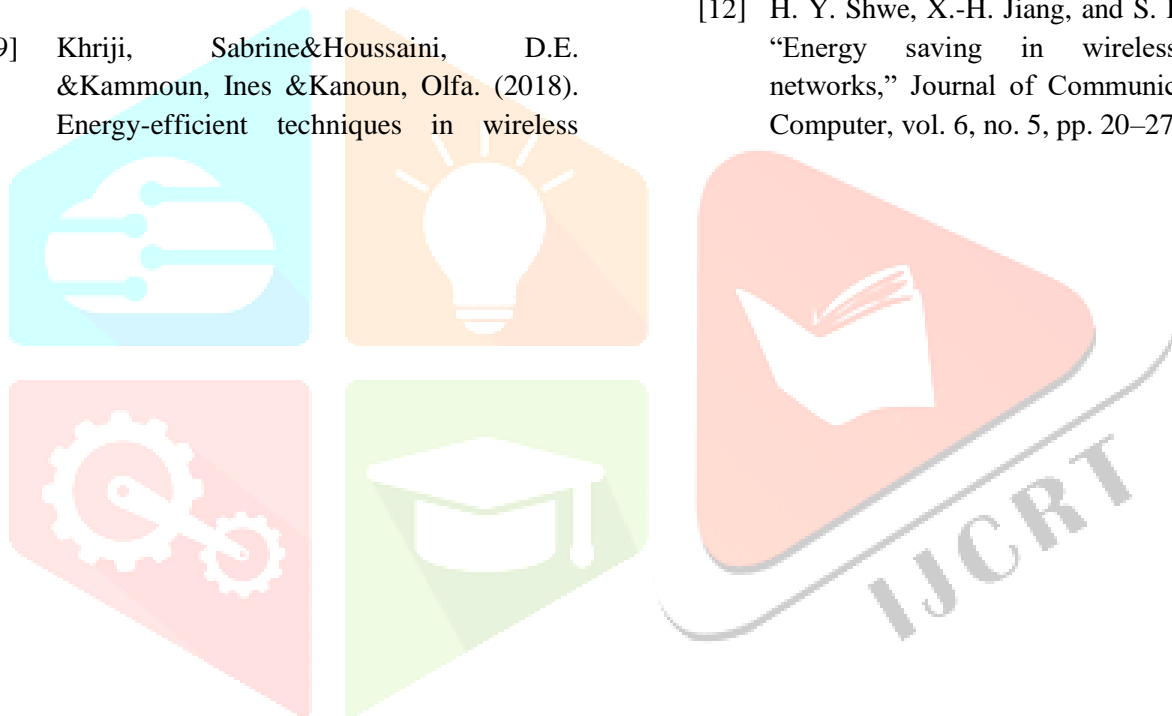 9] Khriji, Sabrine&Houssaini, D.E.
&Kammoun, Ines &Kanoun, Olfa. (2018).
Energy-efficient techniques in wireless
[12] H. Y. Shwe, X.-H. Jiang, and S.
“Energy saving in wireless
networks,” Journal of Communic
Computer, vol. 6, no. 5, pp. 20–27
IJCRT